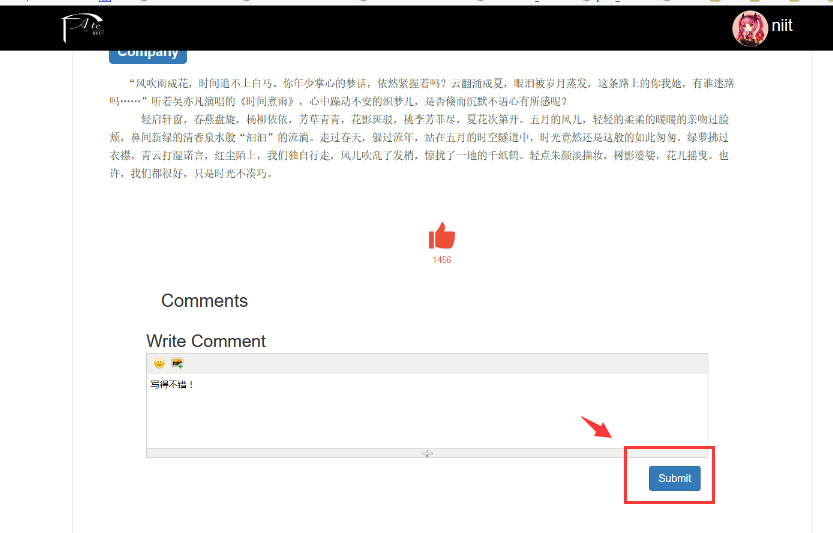 niit
Company
“风吹雨成花，时间追不上白马。你年少掌心的梦话，依然紧握着吗？云翻涌成夏，眼泪被岁月蒸发，这条路上的你我她，有谁迷路
吗……”听着吴亦凡演唱的《时间煮雨》，心中躁动不安的织梦儿，是否倏而沉默不语心有所感呢？
轻启轩窗，春燕盘旋，杨柳依依，芳草青青，花影斑驳，桃李芳菲尽，夏花次第开。五月的风儿，轻轻的柔柔的暖暖的亲吻过脸
颊，鼻间新绿的清香泉水般“汩汩”的流淌。走过春天，躲过流年，站在五月的时空隧道中，时光竟然还是这般的如此匆匆。绿萝拂过
衣襟，青云打湿诺言，红尘陌上，我们独自行走，风儿吹乱了发梢，惊扰了一地的千纸鹤。轻点朱颜淡描妆，树影婆娑，花儿摇曳。也
许，我们都很好，只是时光不凑巧。
1456
Comments
Write Comment
写得不错！
Submit